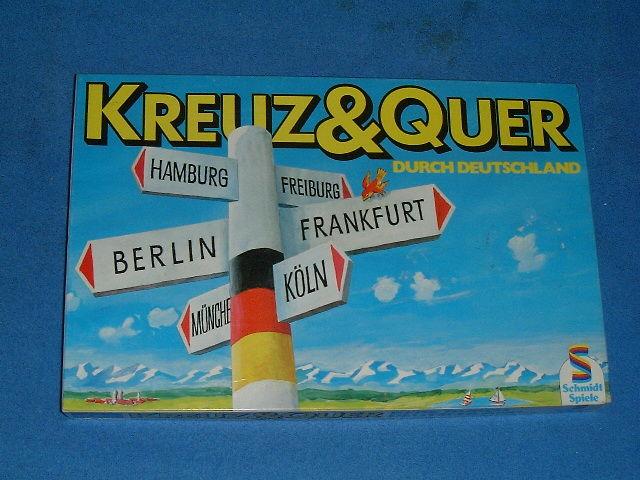 KREUZ&QUER
DURCH DEUTSCHLAND
HAMBURG
FREIBURG
FRANKFURT
BERLIN
KÖLN
MÜNCHE
Schmidt
Spiele